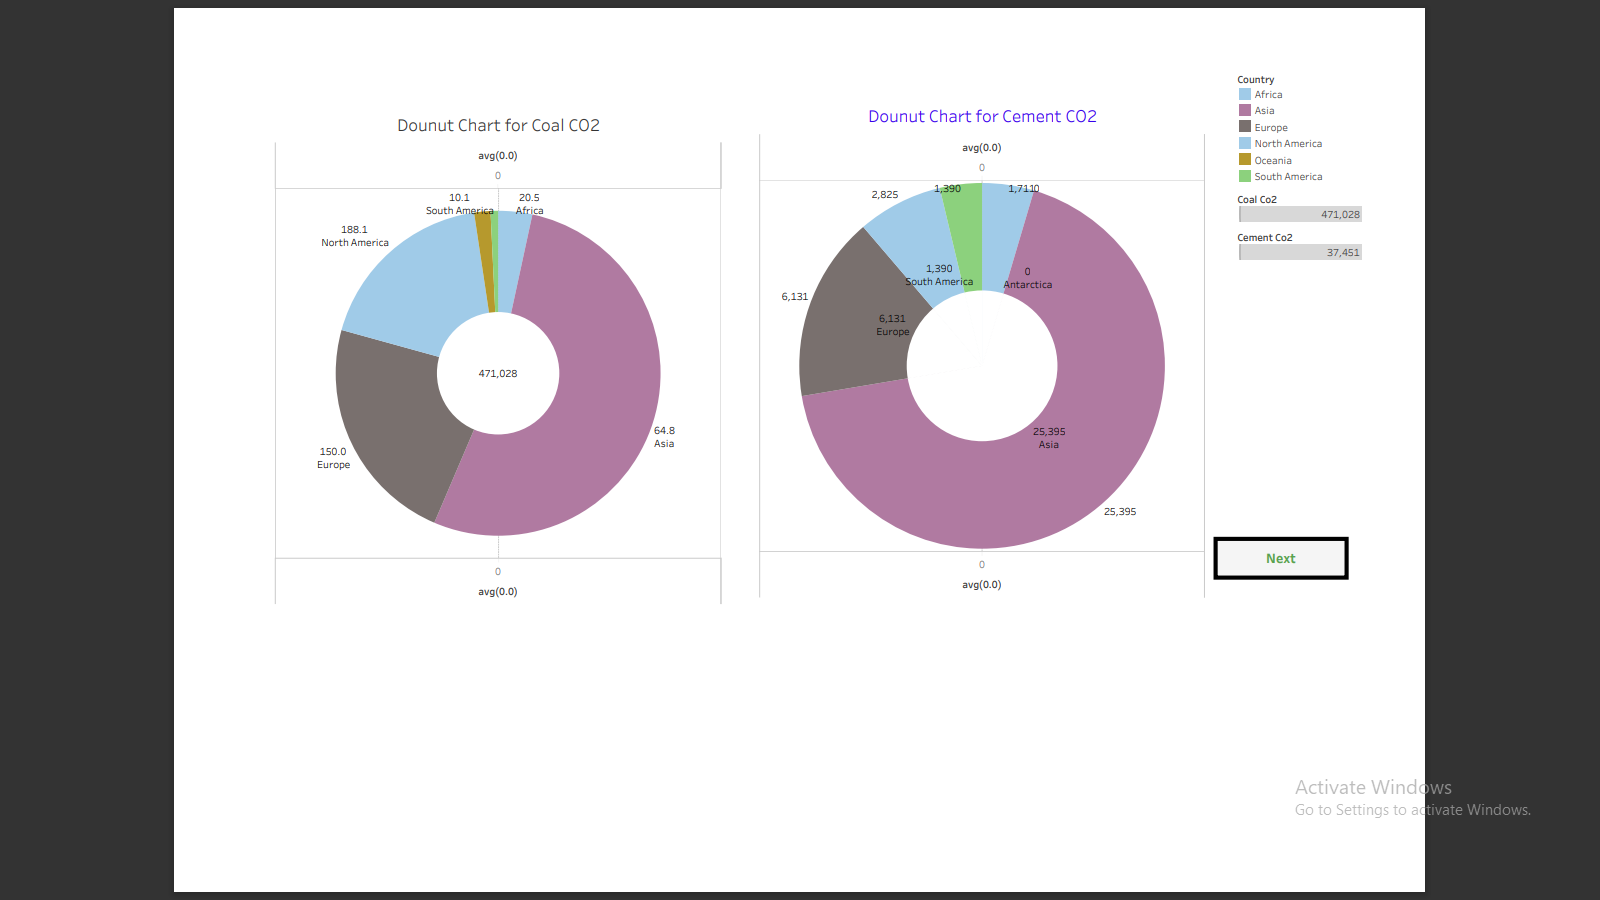 Dounut Chart for Coal CO2
avg(0.0)
0
10.1
South America
20.5
Africa
188.1
North America
471,028
64.8
Asia
150.0
Europe
0
avg(0.0)
Dounut Chart for Cement CO2
avg(0.0)
0
2,825
1,390
1,7110
1,390
South America
0
Antarctica
6,131
6,131
Europe
25,395
Asia
25,395
0
avg(0.0)
Country
Africa
Asia
Europe
North America
Oceania
South America
Coal Co2
471,028
Cement Co2
37,451
Next
Activate Windows
Go to Settings to activate Windows.